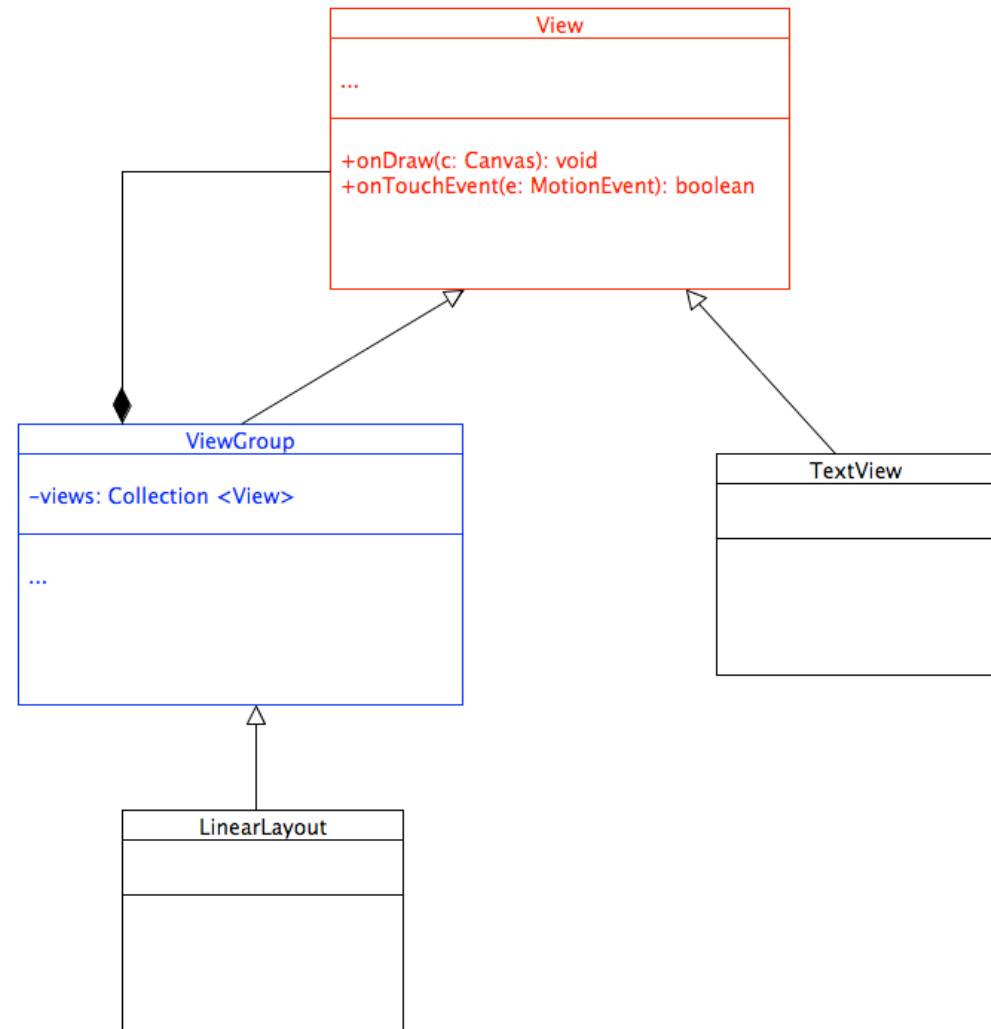 View
...
+onDraw(c: Canvas): void
+onTouchEvent(e: MotionEvent): boolean
ViewGroup
-views: Collection <View>
...
TextView
LinearLayout